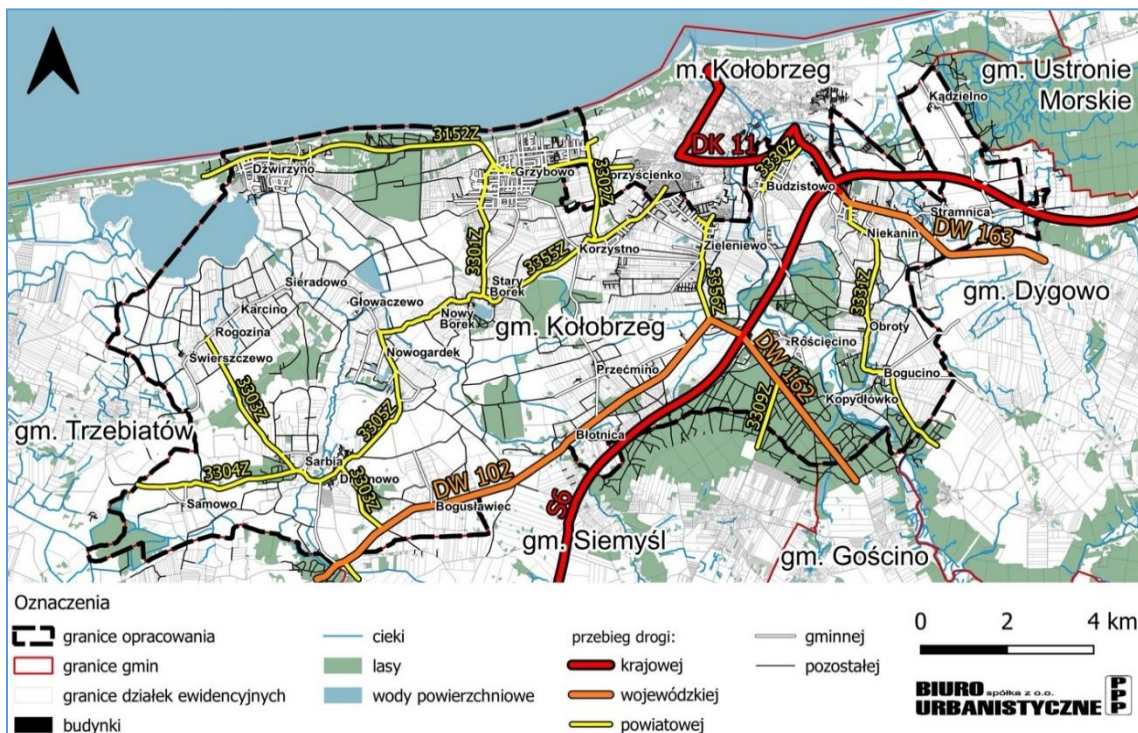 m. Kołobrzeg
gm. Ustronie
Morskie
Kądzielno
3152Z
DK 11
3330Z
Dźwirzyno
Grzybowo
3302Z
Budzistowo
Stramnica
DW 163
Niekanin
3301Z
Korzystno
Zieleniewo
3355Z
3359Z
3331Z
gm. Dygowo
Sieradowo
Stary
Borek
Karcino
Głowaczewo
Nowy
Borek
gm. Kołobrzeg
Obroty
Rogozina
Rościęcino
Świerszczewo
Nowogardek
DW 162
Przećmino
Bogucino
Kopydłówko
3303Z
3305Z
3309Z
gm. Trzebiatów
Błotnica
Sarbia
3304Z
DW 102
3303Z
Samowo
Bogusławiec
S6
gm. Siemyśl
gm. Gościno
Oznaczenia
granice opracowania
granice gmin
granice działek ewidencyjnych
budynki
cieki
lasy
wody powierzchniowe
przebieg drogi:
krajowej
wojewódzkiej
powiatowej
gminnej
pozostałej
0 2 4 km
BIURO spółka z o.o.
URBANISTYCZNE
PPP